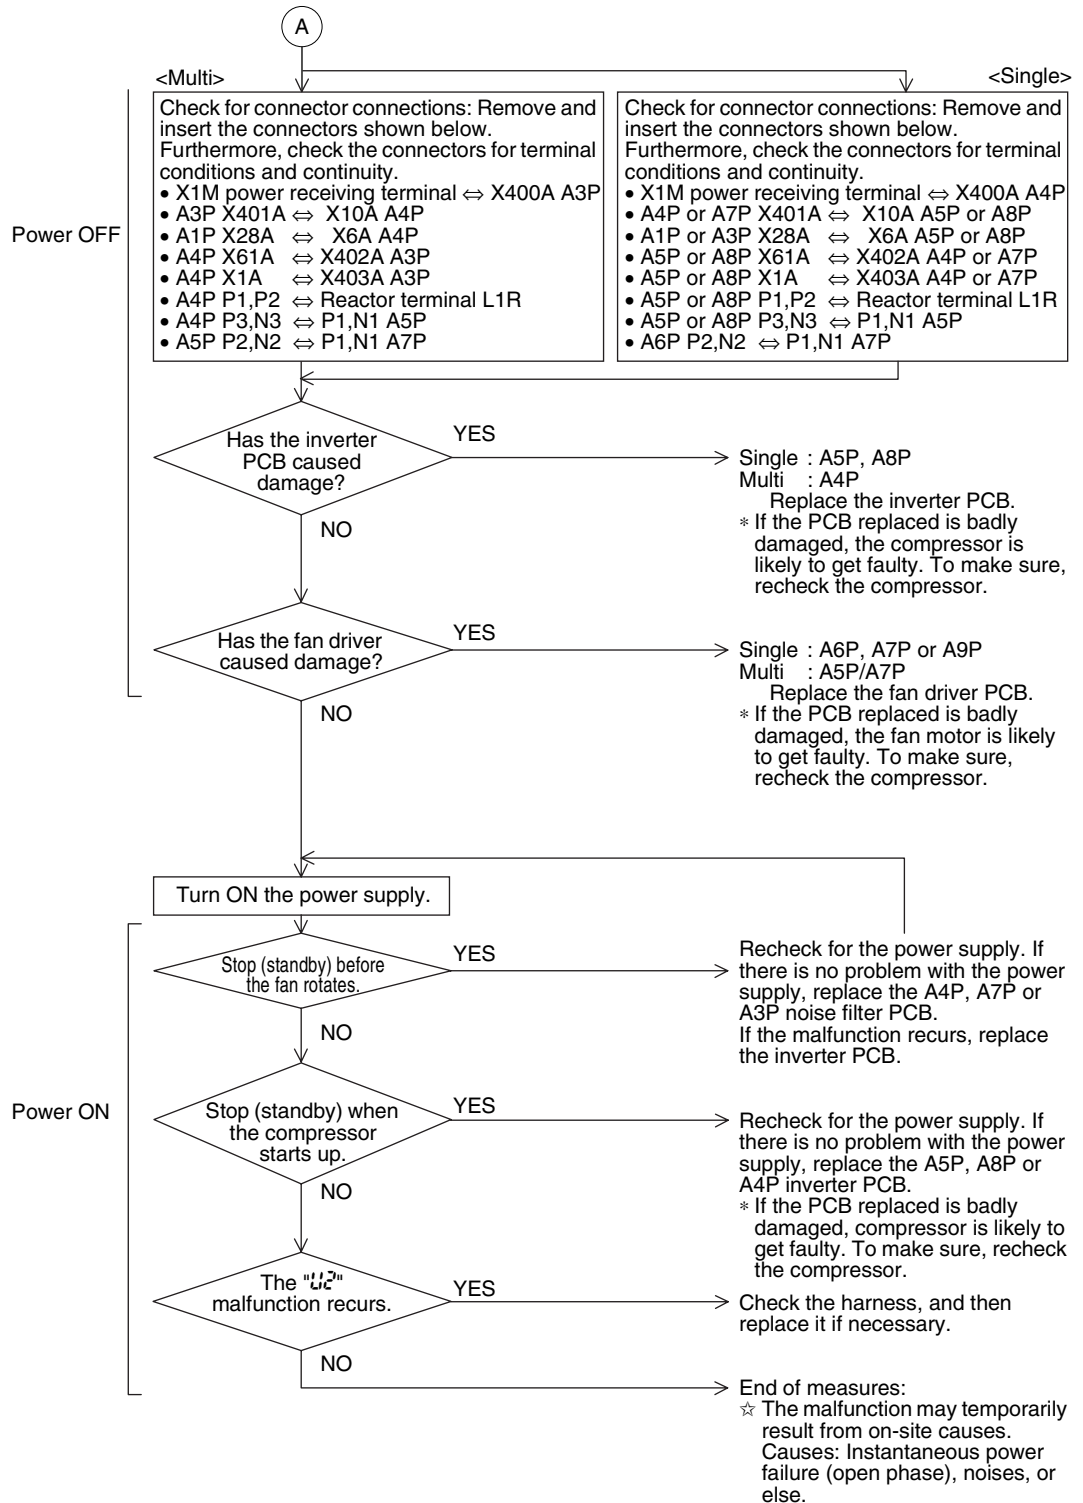 A
<Multi>
<Single>
Check for connector connections: Remove and
insert the connectors shown below.
Furthermore, check the connectors for terminal
conditions and continuity.
• X1M power receiving terminal ⇔ X400A A3P
• A3P X401A ⇔ X10A A4P
• A1P X28A ⇔ X6A A4P
• A4P X61A ⇔ X402A A3P
• A4P X1A ⇔ X403A A3P
• A4P P1,P2 ⇔ Reactor terminal L1R
• A4P P3,N3 ⇔ P1,N1 A5P
• A5P P2,N2 ⇔ P1,N1 A7P
Check for connector connections: Remove and
insert the connectors shown below.
Furthermore, check the connectors for terminal
conditions and continuity.
• X1M power receiving terminal ⇔ X400A A4P
• A4P or A7P X401A ⇔ X10A A5P or A8P
• A1P or A3P X28A ⇔ X6A A5P or A8P
• A5P or A8P X61A ⇔ X402A A4P or A7P
• A5P or A8P X1A ⇔ X403A A4P or A7P
• A5P or A8P P1,P2 ⇔ Reactor terminal L1R
• A5P or A8P P3,N3 ⇔ P1,N1 A5P
• A6P P2,N2 ⇔ P1,N1 A7P
Power OFF
Has the inverter
PCB caused
damage?
YES
Single : A5P, A8P
Multi : A4P
Replace the inverter PCB.
* If the PCB replaced is badly
damaged, the compressor is
likely to get faulty. To make sure,
recheck the compressor.
NO
Has the fan driver
caused damage?
YES
Single : A6P, A7P or A9P
Multi : A5P/A7P
Replace the fan driver PCB.
* If the PCB replaced is badly
damaged, the fan motor is likely
to get faulty. To make sure,
recheck the compressor.
NO
Turn ON the power supply.
Power ON
Stop (standby) before
the fan rotates.
YES
Recheck for the power supply. If
there is no problem with the power
supply, replace the A4P, A7P or
A3P noise filter PCB.
If the malfunction recurs, replace
the inverter PCB.
NO
Stop (standby) when
the compressor
starts up.
YES
Recheck for the power supply. If
there is no problem with the power
supply, replace the A5P, A8P or
A4P inverter PCB.
* If the PCB replaced is badly
damaged, compressor is likely to
get faulty. To make sure, recheck
the compressor.
NO
The "U2"
malfunction recurs.
YES
Check the harness, and then
replace it if necessary.
NO
End of measures:
☆ The malfunction may temporarily
result from on-site causes.
Causes: Instantaneous power
failure (open phase), noises, or
else.